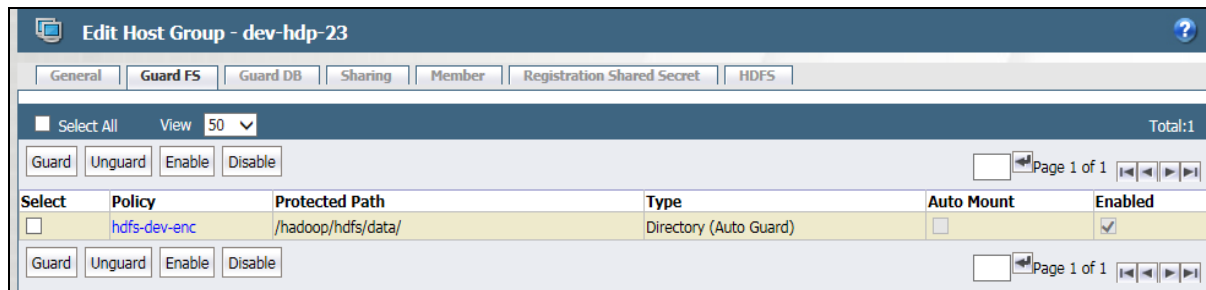 Edit Host Group - dev-hdp-23
?
General Guard FS Guard DB Sharing Member Registration Shared Secret HDFS
Select All View 50 Total:1
Guard Unguard Enable Disable Page 1 of 1
Select Policy Protected Path Type Auto Mount Enabled
hdfs-dev-enc /hadoop/hdfs/data/ Directory (Auto Guard)
Guard Unguard Enable Disable Page 1 of 1